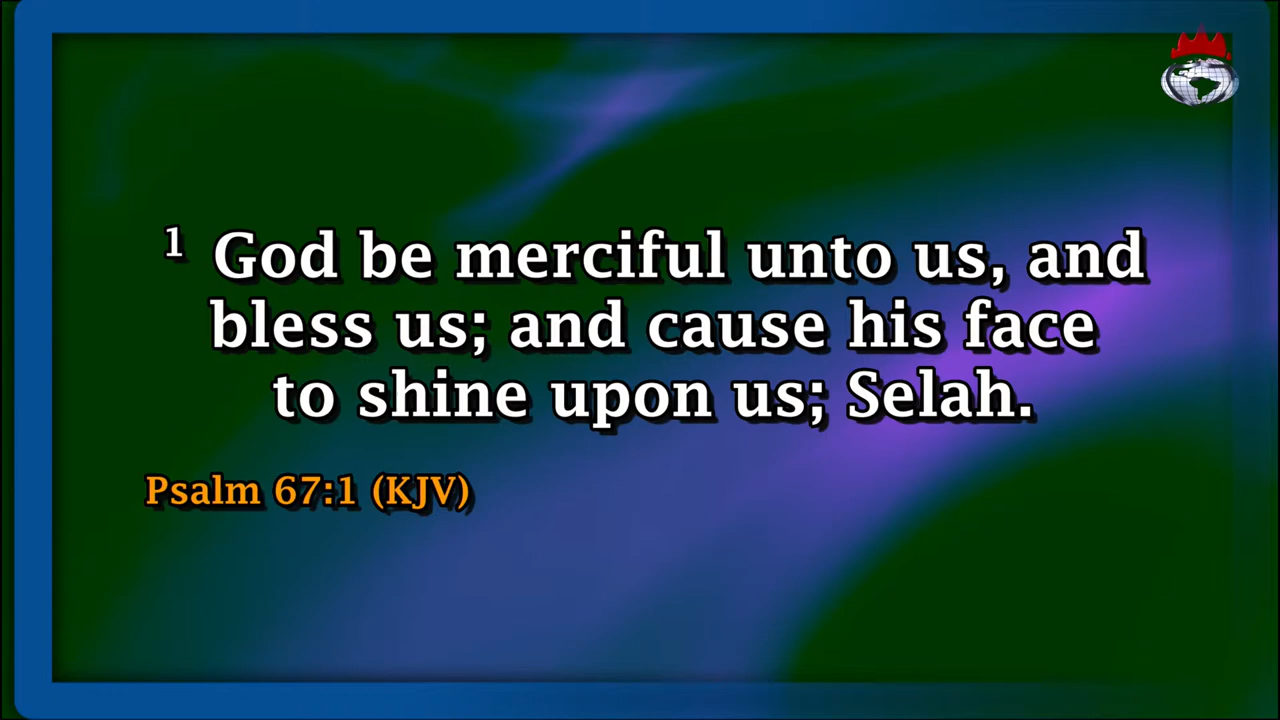 1 God be merciful unto us, and
bless us; and cause his face
to shine upon us; Selah.
Psalm 67:1 (KJV)